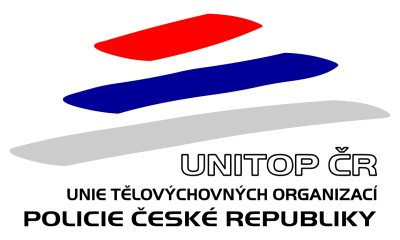 UNITOP ČR
UNIE TĚLOVÝCHOVNÝCH ORGANIZACÍ
POLICIE ČESKÉ REPUBLIKY